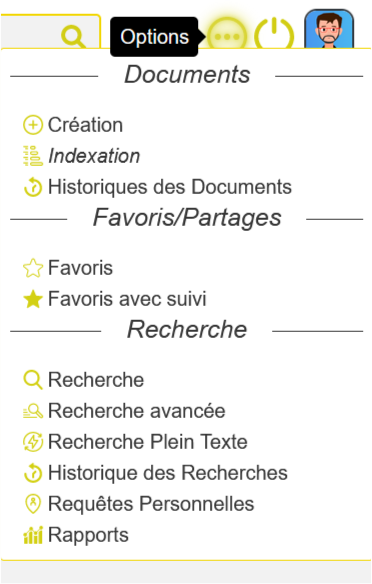 Options
Documents
Création
Indexation
Historiques des Documents
Favoris/Partages
Favoris
Favoris avec suivi
Recherche
Recherche
Recherche avancée
Recherche Plein Texte
Historique des Recherches
Requêtes Personnelles
Rapports